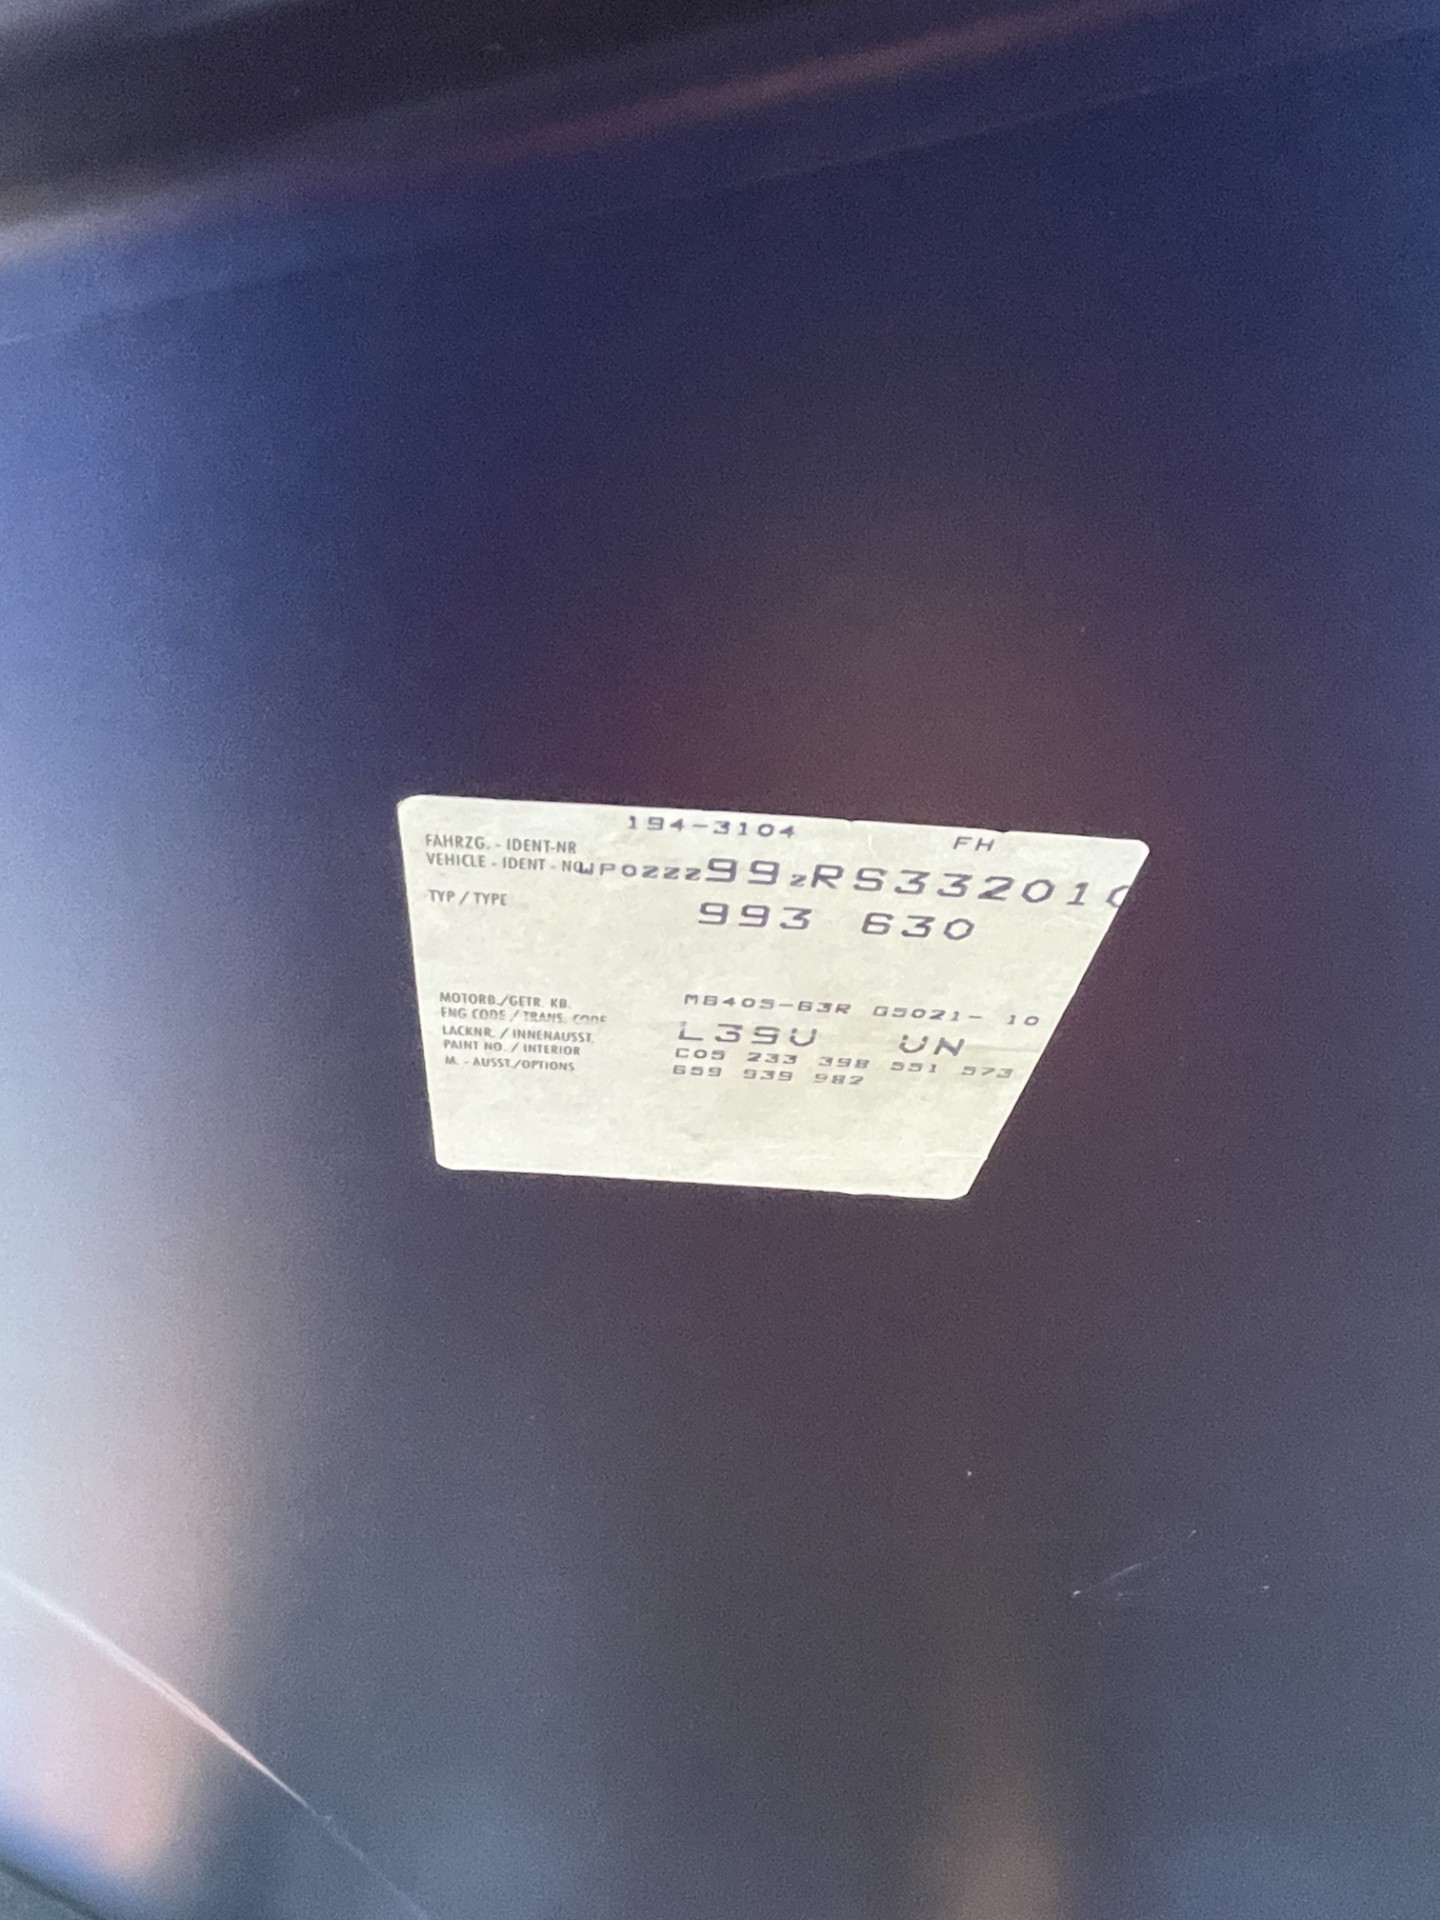 194-3104 FH
FAHRZG. - IDENT-NR
VEHICLE - IDENT - NO WP0ZZZ99ZRS33201
TYP / TYPE 993 630
MOTORB./GETR. KB.
ENG CODE / TRANS. CODE M6405-63R G5021- 10
LACKNR. / INNENAUSST.
PAINT NO. / INTERIOR L39U UN
M. - AUSST./OPTIONS C05 233 398 551 573
659 939 982